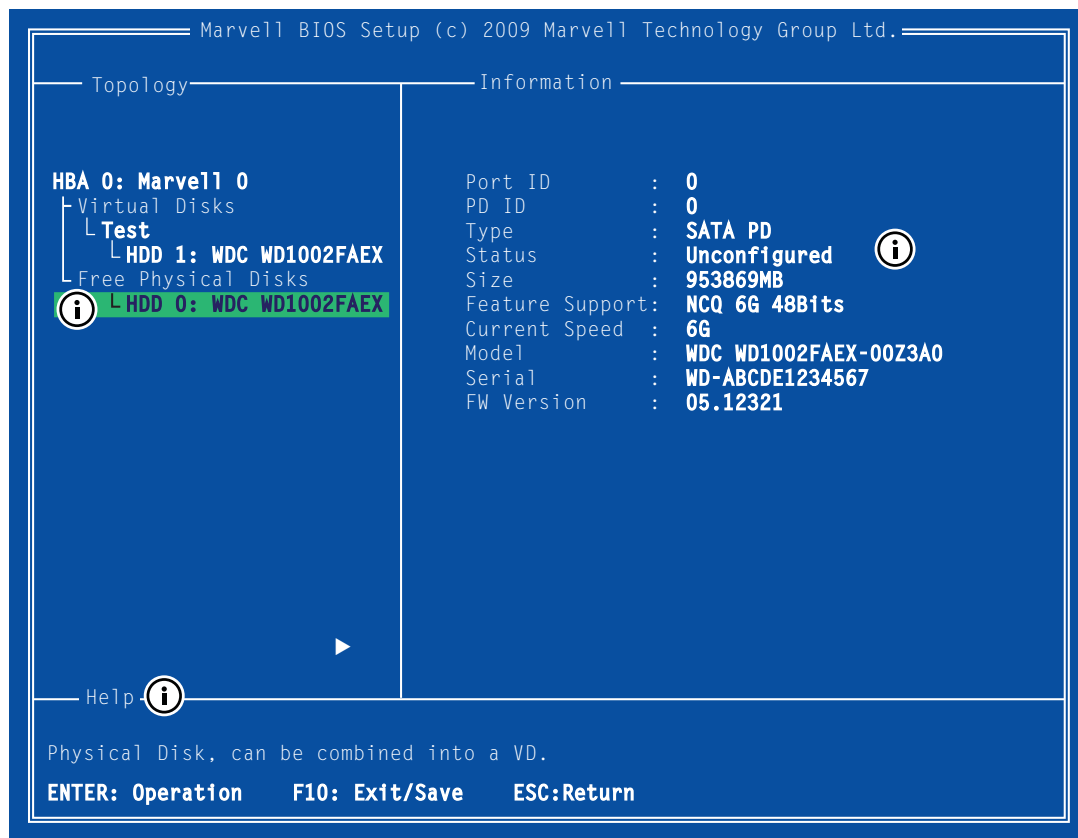 Marvell BIOS Setup (c) 2009 Marvell Technology Group Ltd.
Topology
HBA 0: Marvell 0
Virtual Disks
Test
HDD 1: WDC WD1002FAEX
Free Physical Disks
i
HDD 0: WDC WD1002FAEX
Information
Port ID : 0
PD ID : 0
Type : SATA PD
Status : Unconfigured
i
Size : 953869MB
Feature Support: NCQ 6G 48Bits
Current Speed : 6G
Model : WDC WD1002FAEX-00Z3A0
Serial : WD-ABCDE1234567
FW Version : 05.12321
Help
i
Physical Disk, can be combined into a VD.
ENTER: Operation F10: Exit/Save ESC:Return